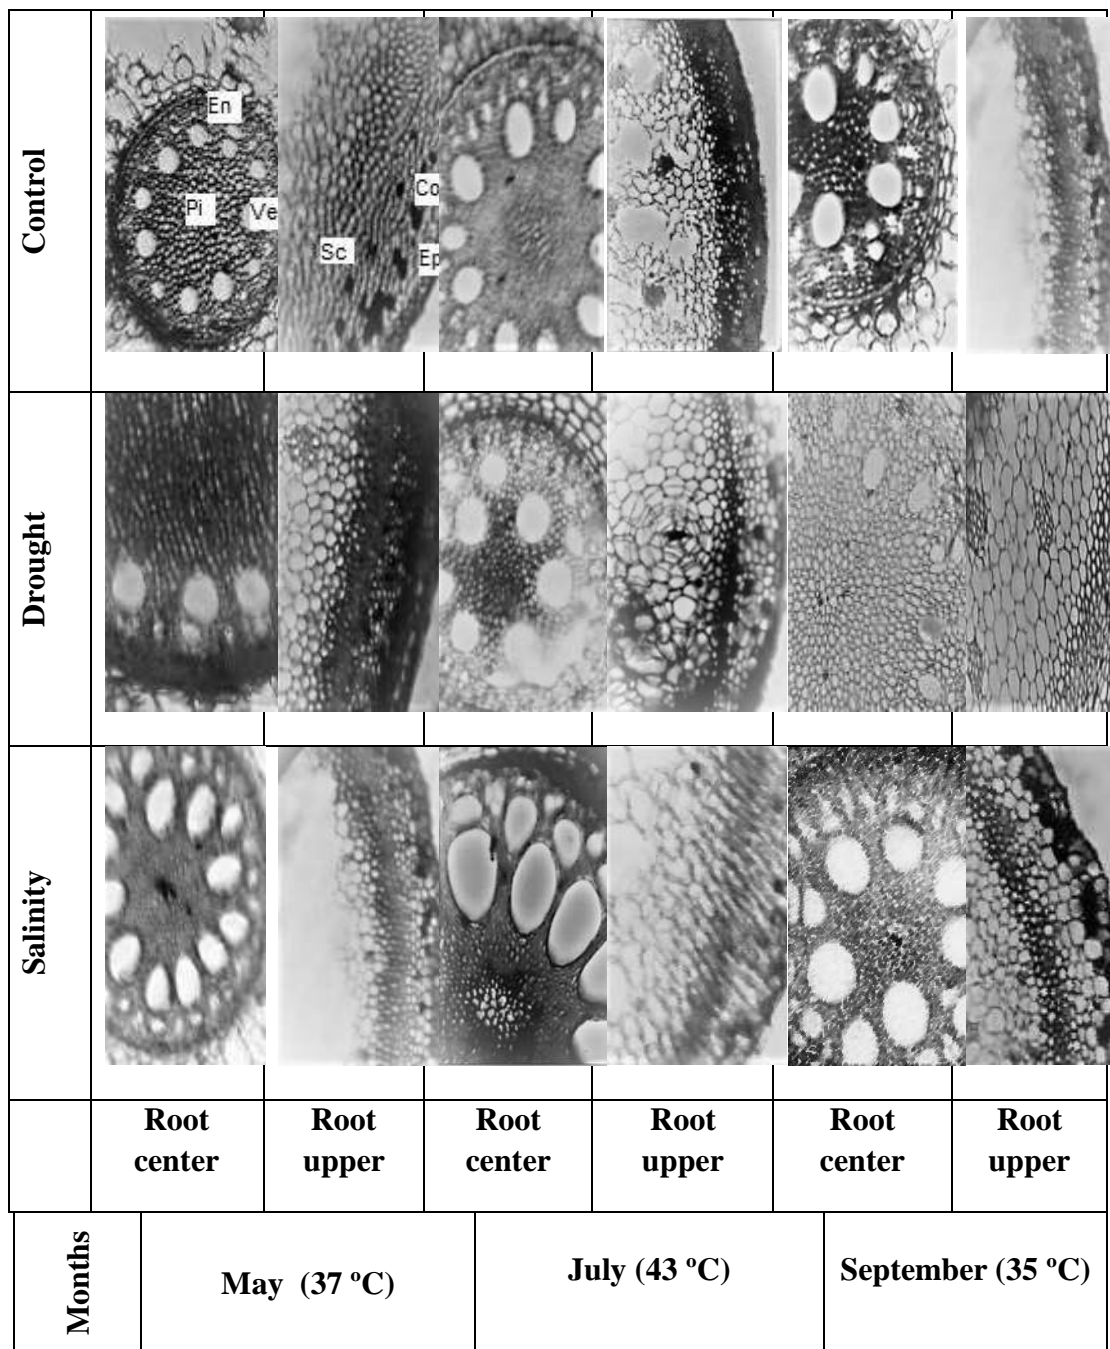 Control
En
Pi
Ve
Sc
Co
Ep
Drought
Salinity
Root
center
Root
upper
Root
center
Root
upper
Root
center
Root
upper
Months
May (37 ºC)
July (43 ºC)
September (35 ºC)